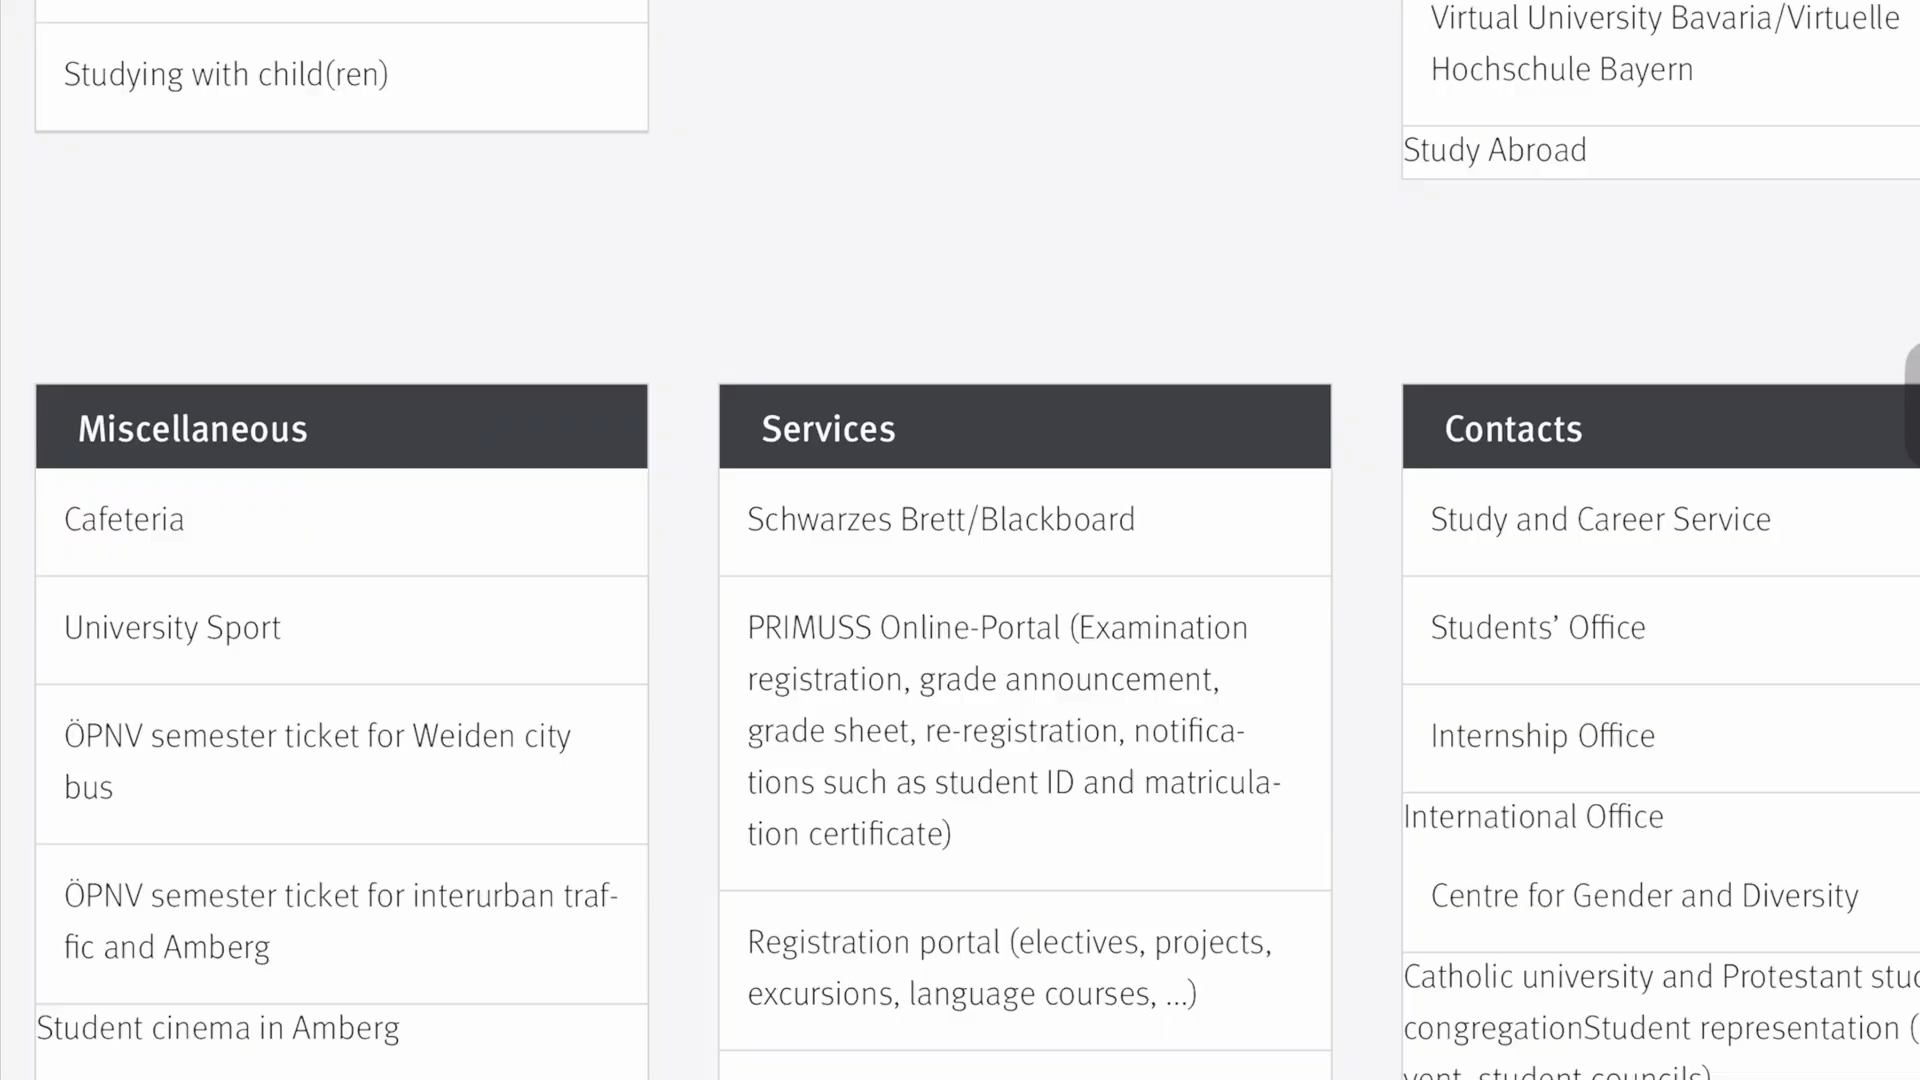 Studying with child(ren)
Virtual University Bavaria/Virtuelle
Hochschule Bayern
Study Abroad
Miscellaneous
Cafeteria
University Sport
ÖPNV semester ticket for Weiden city
bus
ÖPNV semester ticket for interurban traf-
fic and Amberg
Student cinema in Amberg
Services
Schwarzes Brett/Blackboard
PRIMUSS Online-Portal (Examination
registration, grade announcement,
grade sheet, re-registration, notifica-
tions such as student ID and matricula-
tion certificate)
Registration portal (electives, projects,
excursions, language courses, ...)
Contacts
Study and Career Service
Students’ Office
Internship Office
International Office
Centre for Gender and Diversity
Catholic university and Protestant
congregationStudent representation (
student councils)